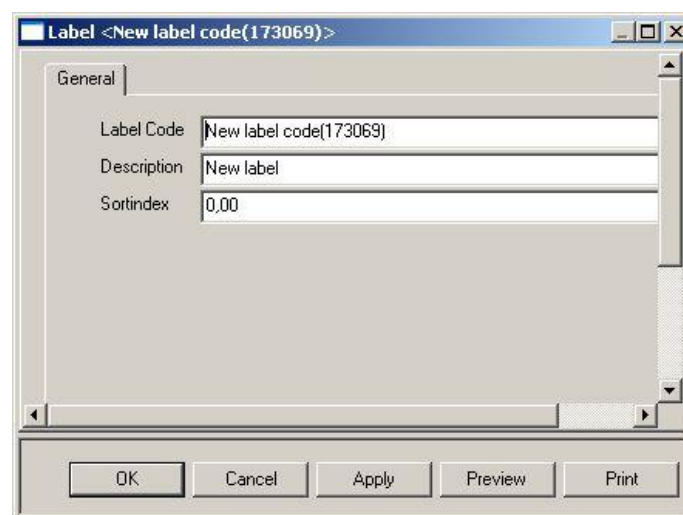 Label <New label code(173069)>
General
Label Code New label code(173069)
Description New label
Sortindex 0,00
OK Cancel Apply Preview Print